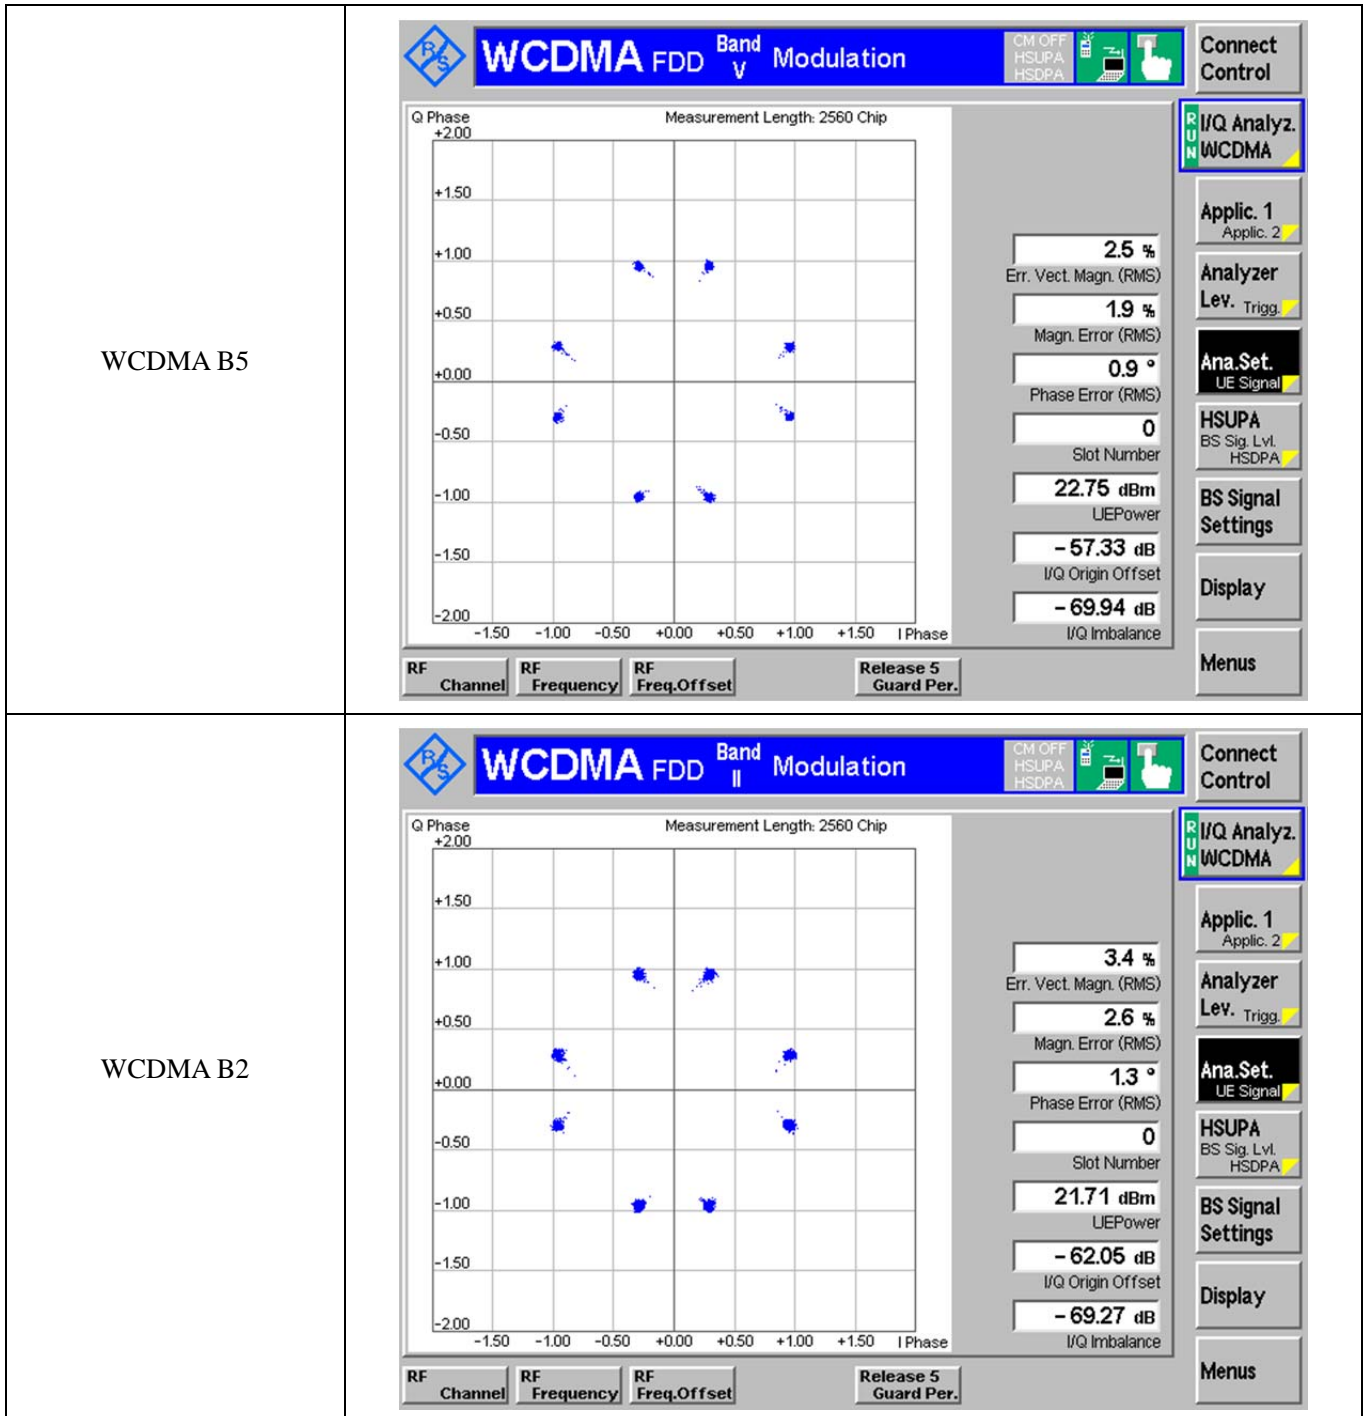 WCDMA B5
R/S
WCDMA FDD Band V Modulation
CM OFF
HSUPA
HSDPA
Connect Control
Q Phase
Measurement Length: 2560 Chip
+2.00
+1.50
+1.00
+0.50
+0.00
-0.50
-1.00
-1.50
-2.00
-1.50 -1.00 -0.50 +0.00 +0.50 +1.00 +1.50 I Phase
2.5 %
Err. Vect. Magn. (RMS)
1.9 %
Magn. Error (RMS)
0.9 °
Phase Error (RMS)
0
Slot Number
22.75 dBm
UEPower
-57.33 dB
I/Q Origin Offset
-69.94 dB
I/Q Imbalance
RUN
I/Q Analyz.
WCDMA
Applic. 1
Applic. 2
Analyzer
Lev. Trigg.
Ana.Set.
UE Signal
HSUPA
BS Sig. Lvl.
HSDPA
BS Signal
Settings
Display
Menus
RF Channel
RF Frequency
RF Freq.Offset
Release 5 Guard Per.
WCDMA B2
R/S
WCDMA FDD Band II Modulation
CM OFF
HSUPA
HSDPA
Connect Control
Q Phase
Measurement Length: 2560 Chip
+2.00
+1.50
+1.00
+0.50
+0.00
-0.50
-1.00
-1.50
-2.00
-1.50 -1.00 -0.50 +0.00 +0.50 +1.00 +1.50 I Phase
3.4 %
Err. Vect. Magn. (RMS)
2.6 %
Magn. Error (RMS)
1.3 °
Phase Error (RMS)
0
Slot Number
21.71 dBm
UEPower
-62.05 dB
I/Q Origin Offset
-69.27 dB
I/Q Imbalance
RUN
I/Q Analyz.
WCDMA
Applic. 1
Applic. 2
Analyzer
Lev. Trigg.
Ana.Set.
UE Signal
HSUPA
BS Sig. Lvl.
HSDPA
BS Signal
Settings
Display
Menus
RF Channel
RF Frequency
RF Freq.Offset
Release 5 Guard Per.